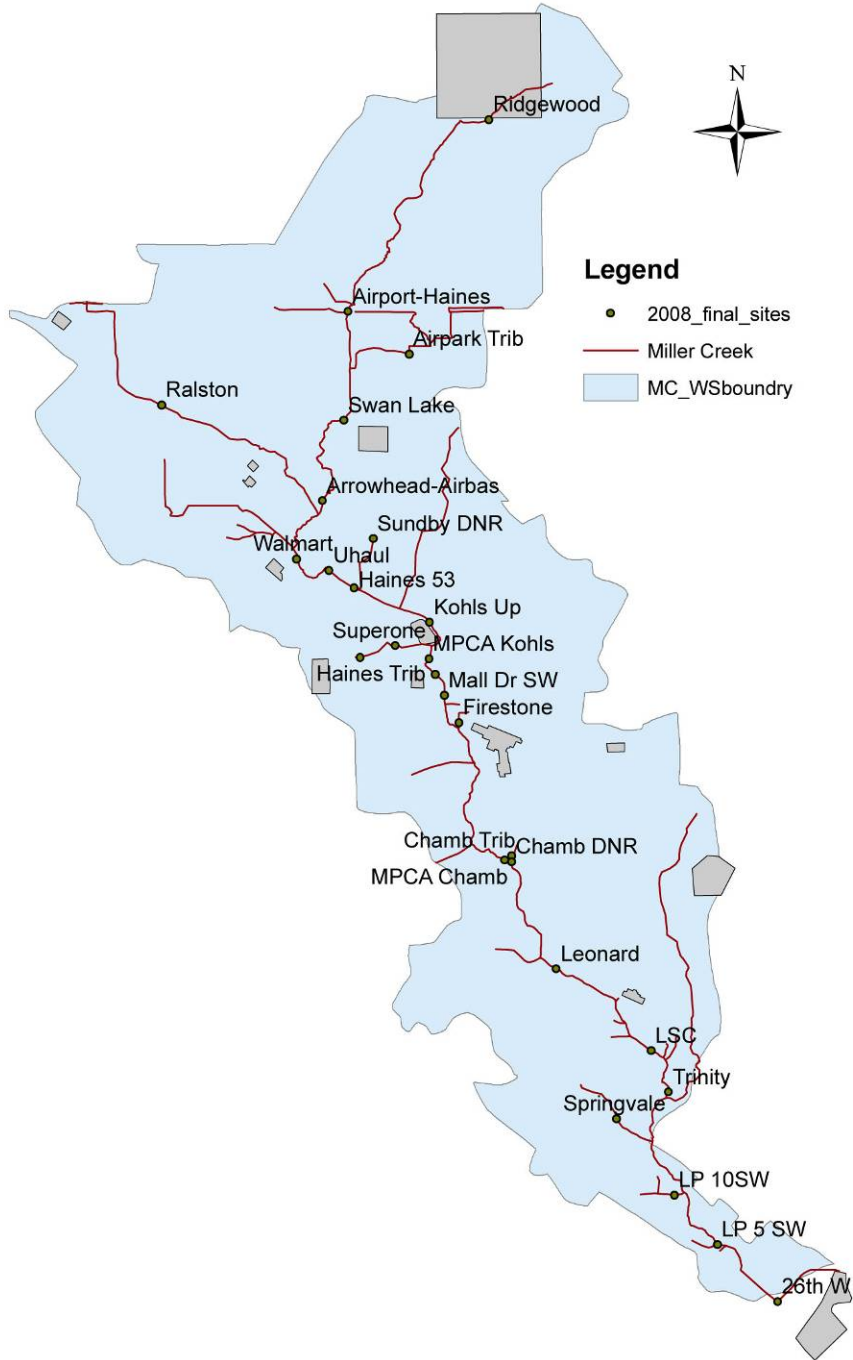 N
Ridgewood
Legend
Airport-Haines
2008_final_sites
Airpark Trib
Miller Creek
Ralston
MC_WSboundry
Swan Lake
Arrowhead-Airbas
Sundby DNR
Walmart
Uhaul
Haines 53
Kohls Up
Superone
MPCA Kohls
Haines Trib
Mall Dr SW
Firestone
Chamb Trib
Chamb DNR
MPCA Chamb
Leonard
LSC
Trinity
Springvale
LP 10SW
LP 5 SW
26th W